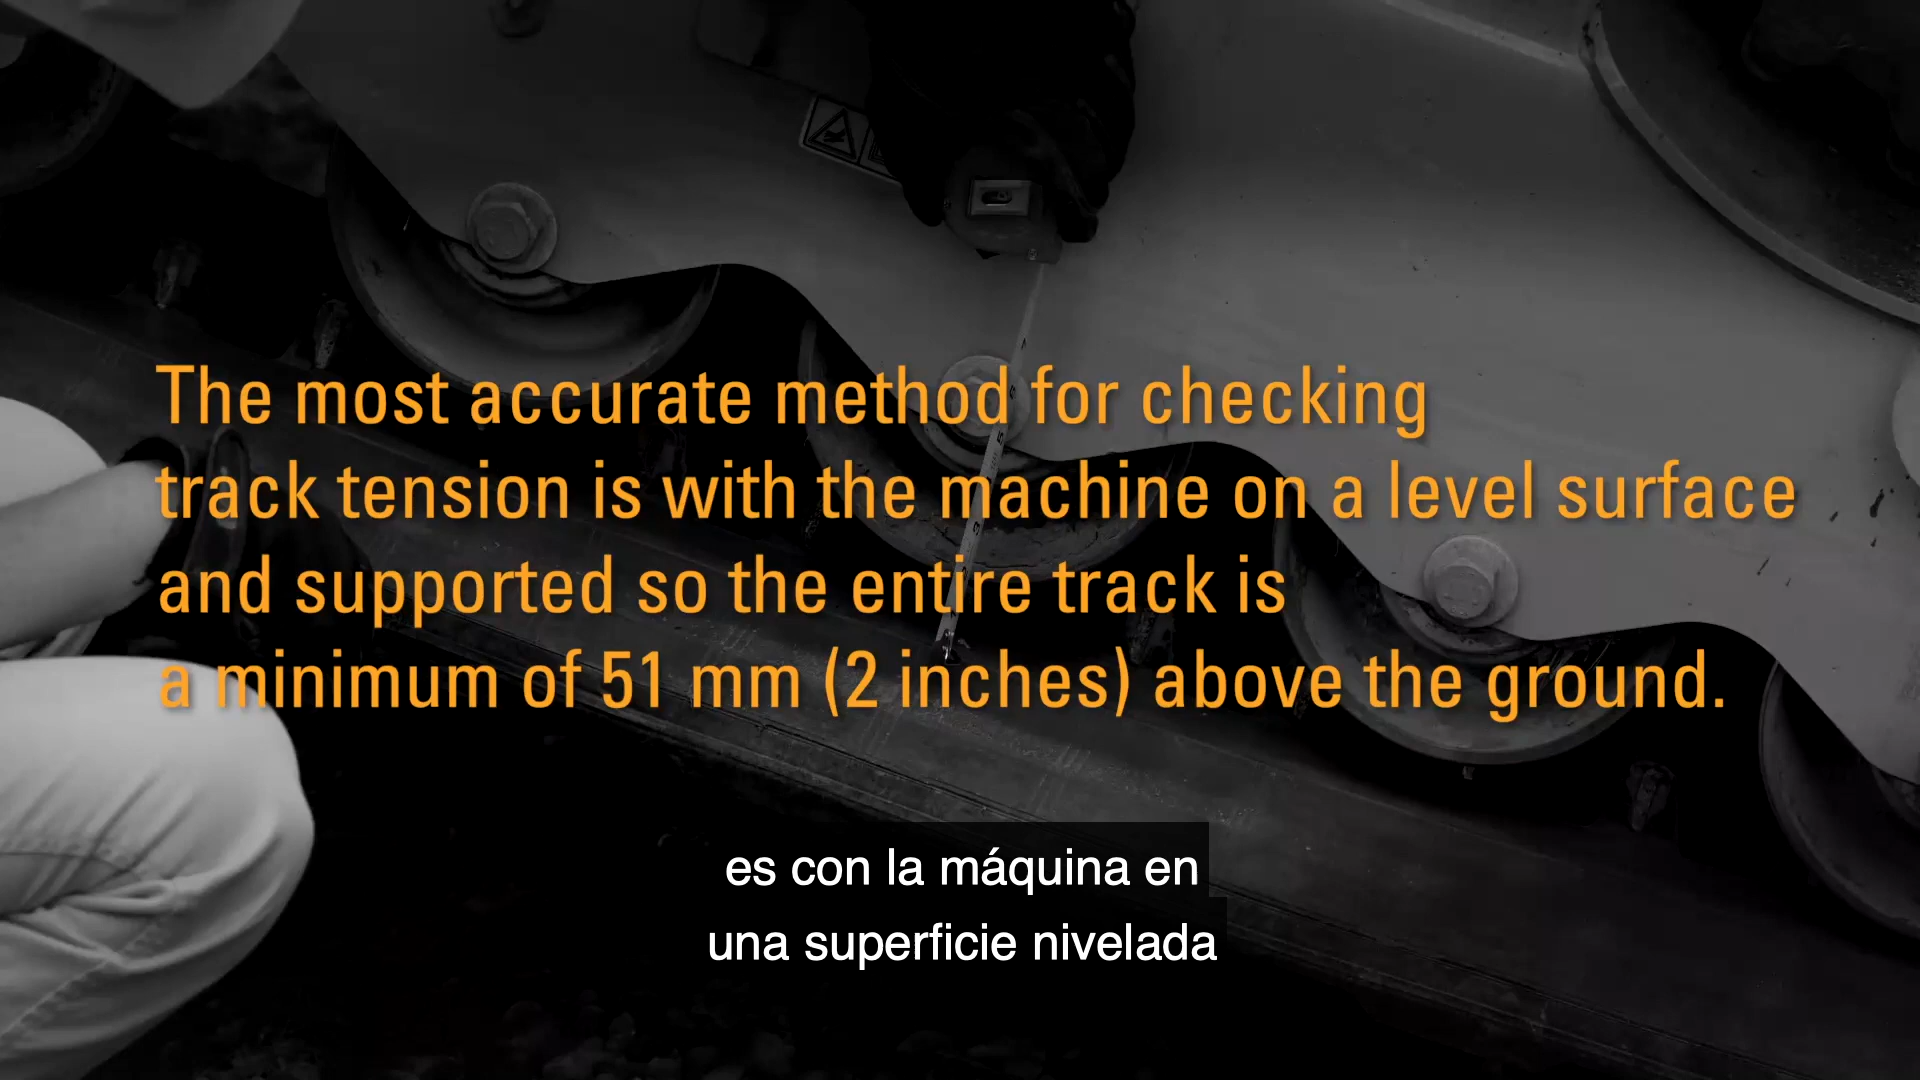 The most accurate method for checking
track tension is with the machine on a level surface
and supported so the entire track is
a minimum of 51 mm (2 inches) above the ground.
es con la máquina en
una superficie nivelada